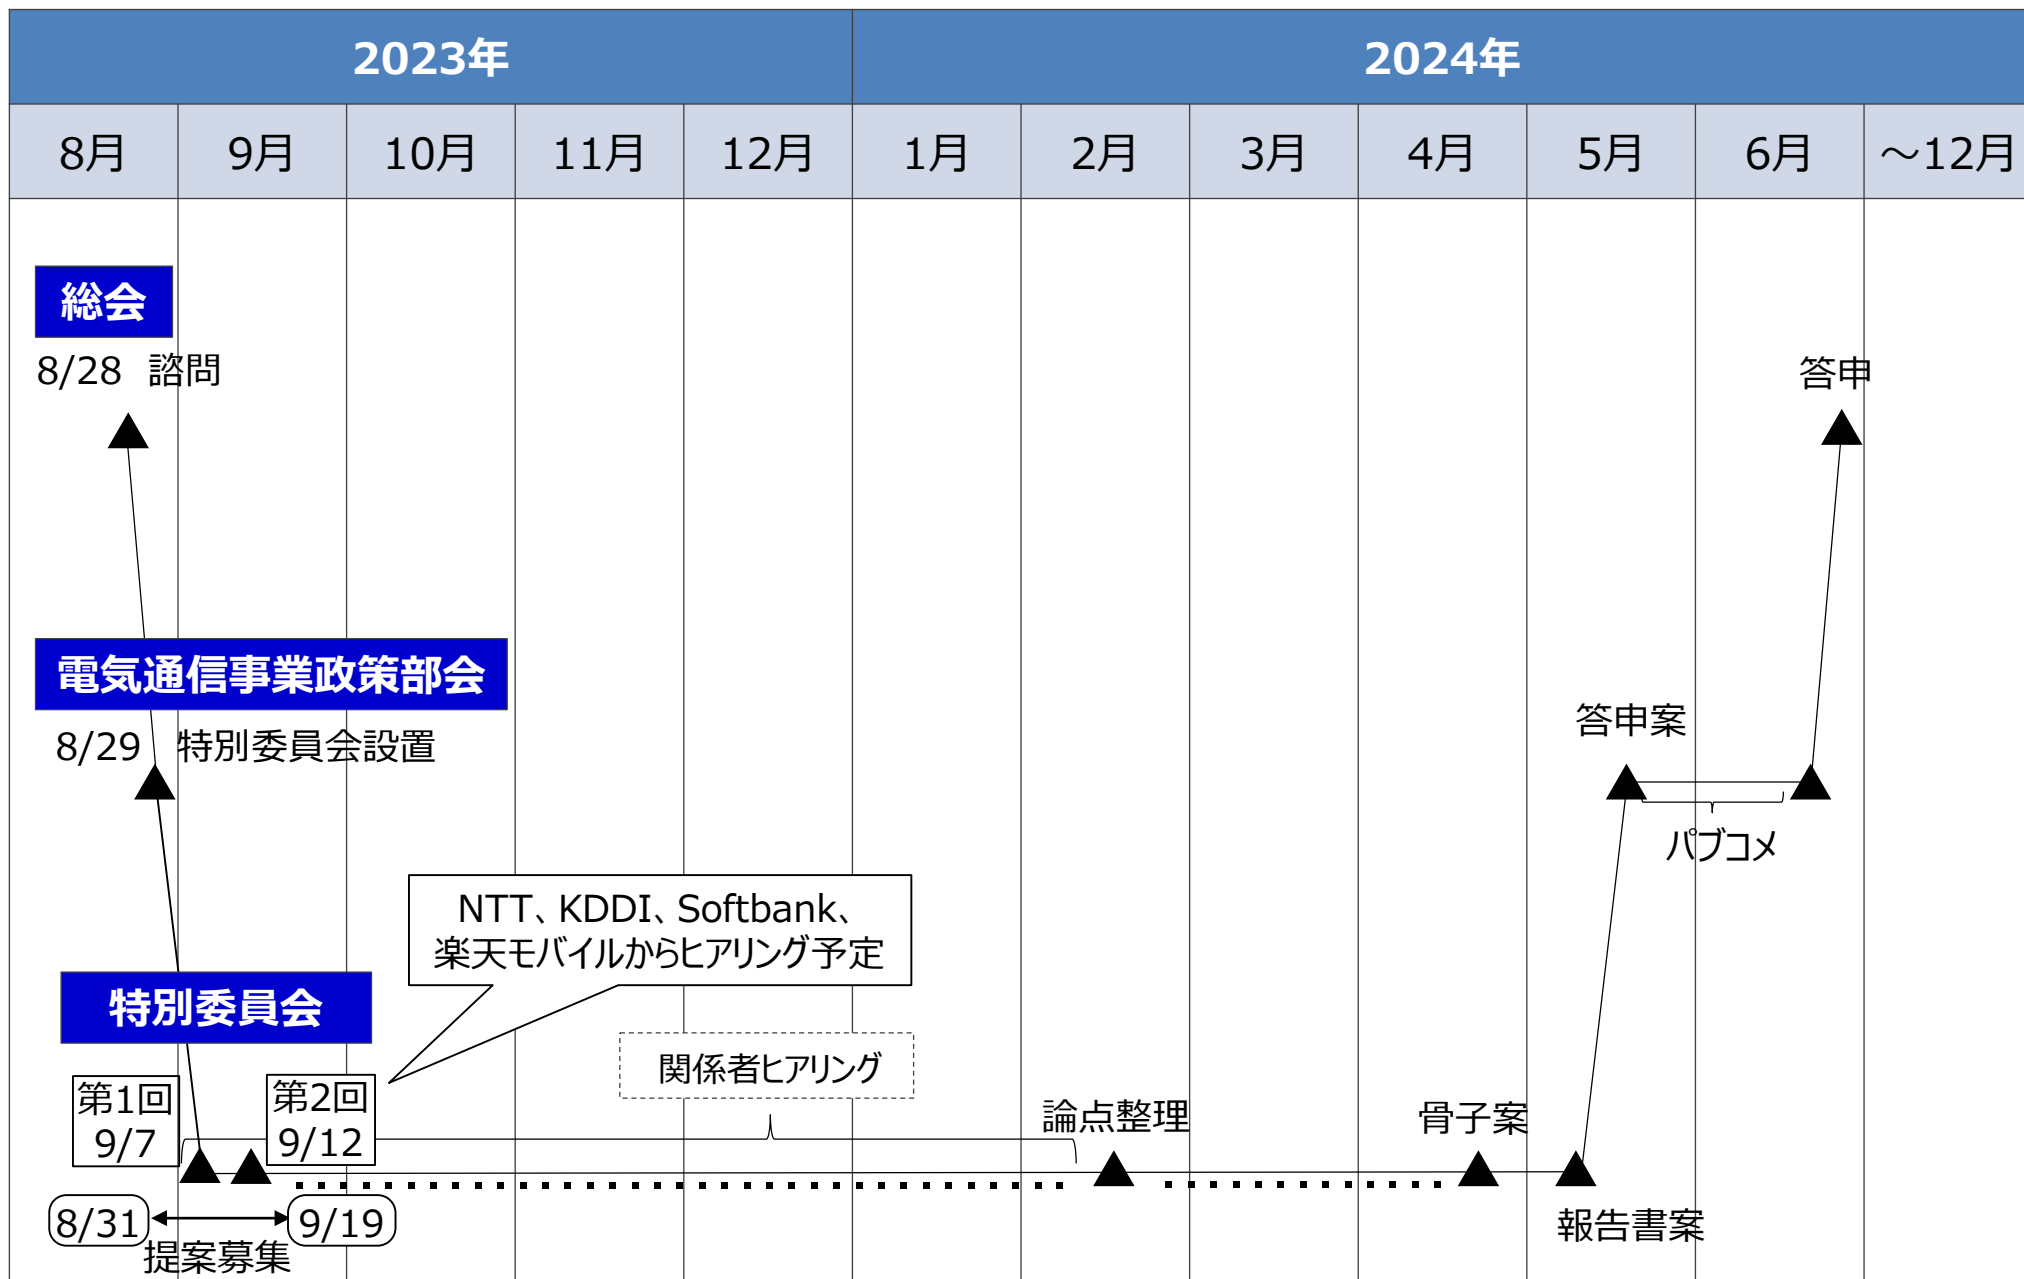 2023年
2024年
8月
9月
10月
11月
12月
1月
2月
3月
4月
5月
6月
～12月
総会
8/28 諮問
答申
電気通信事業政策部会
8/29 特別委員会設置
答申案
パブコメ
NTT、KDDI、Softbank、
楽天モバイルからヒアリング予定
特別委員会
関係者ヒアリング
第1回
9/7
第2回
9/12
論点整理
骨子案
8/31
9/19
提案募集
報告書案